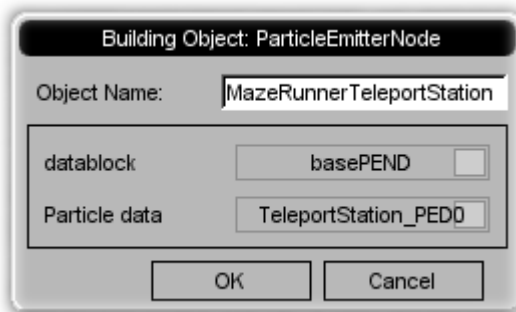 Building Object: ParticleEmitterNode
Object Name: MazeRunnerTeleportStation
datablock basePEND
Particle data TeleportStation_PED0
OK Cancel